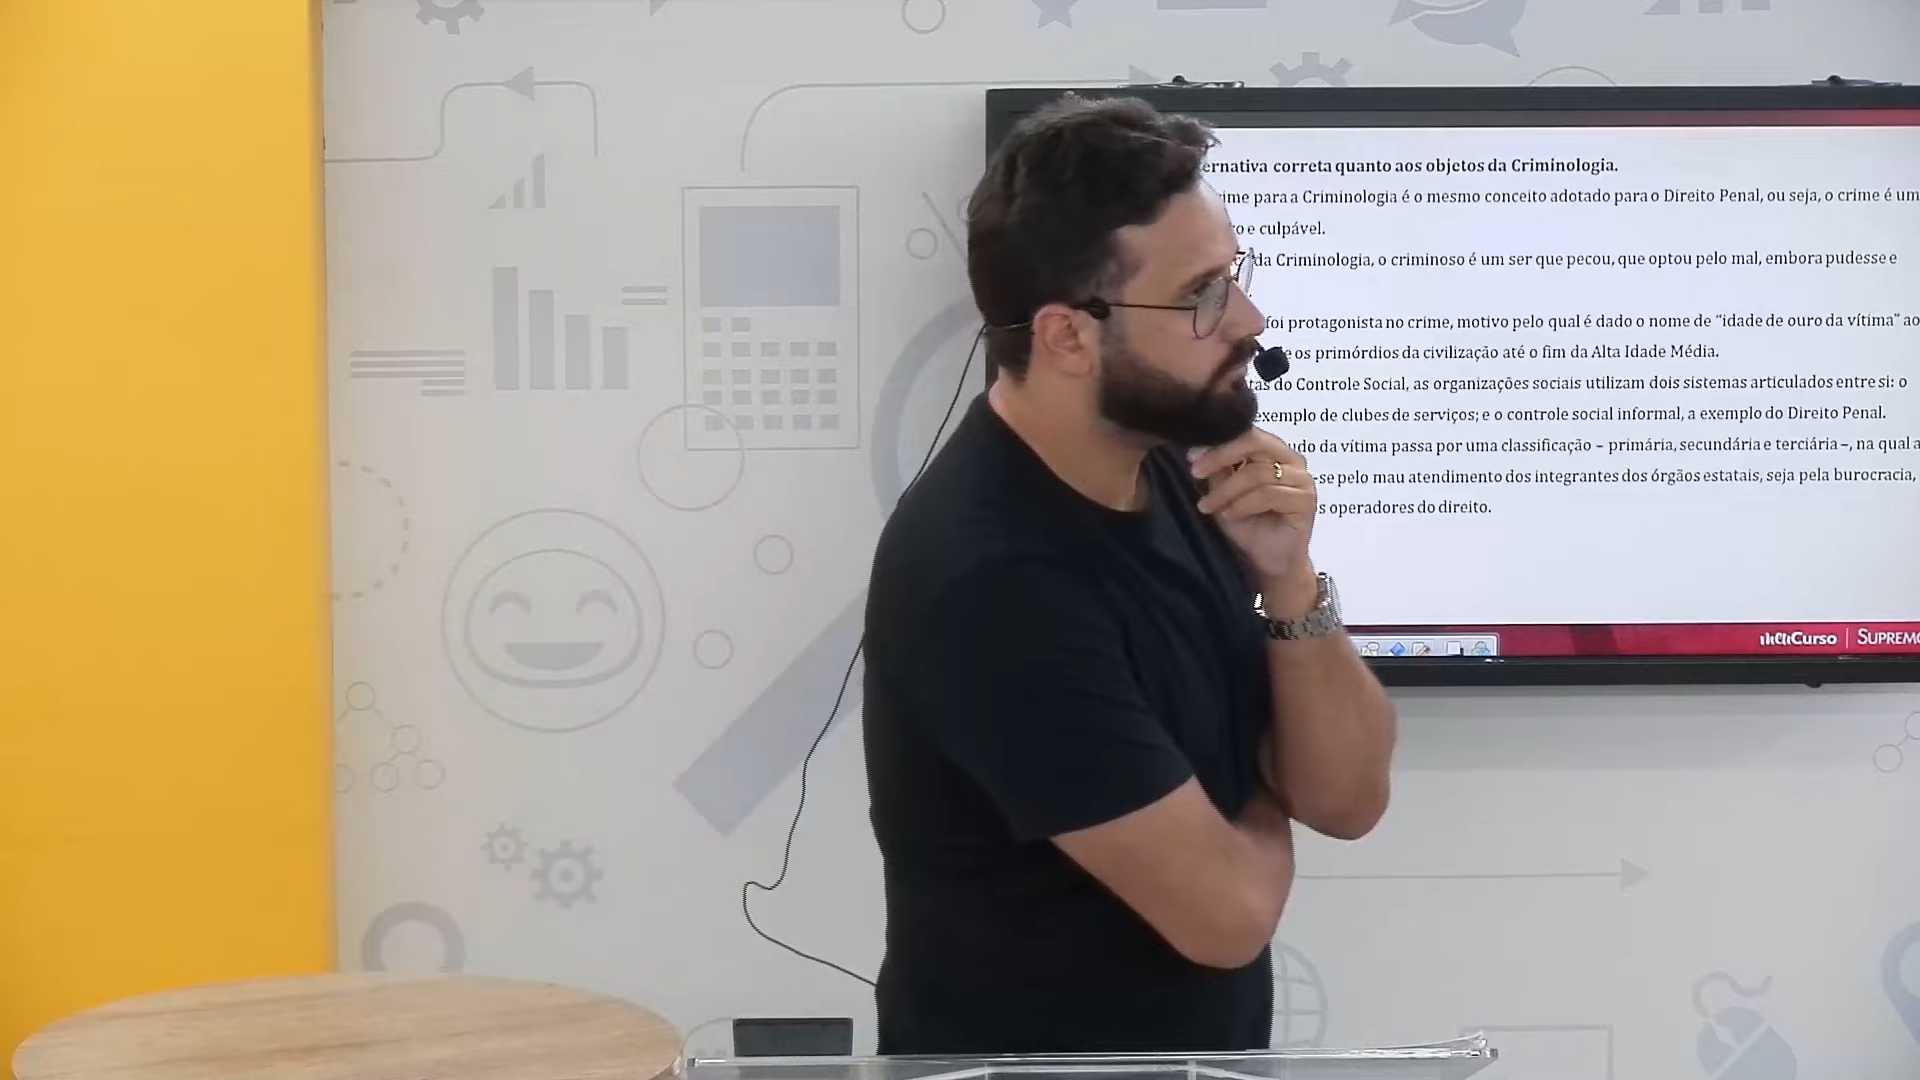 ernativa correta quanto aos objetos da Criminologia.
ime para a Criminologia é o mesmo conceito adotado para o Direito Penal, ou seja, o crime é um
o e culpável.
da Criminologia, o criminoso é um ser que pecou, que optou pelo mal, embora pudesse e
foi protagonista no crime, motivo pelo qual é dado o nome de “idade de ouro da vítima” ao
e os primórdios da civilização até o fim da Alta Idade Média.
tas do Controle Social, as organizações sociais utilizam dois sistemas articulados entre si: o
exemplo de clubes de serviços; e o controle social informal, a exemplo do Direito Penal.
udo da vítima passa por uma classificação – primária, secundária e terciária –, na qual a
-se pelo mau atendimento dos integrantes dos órgãos estatais, seja pela burocracia,
s operadores do direito.
Curso | SUPREMO